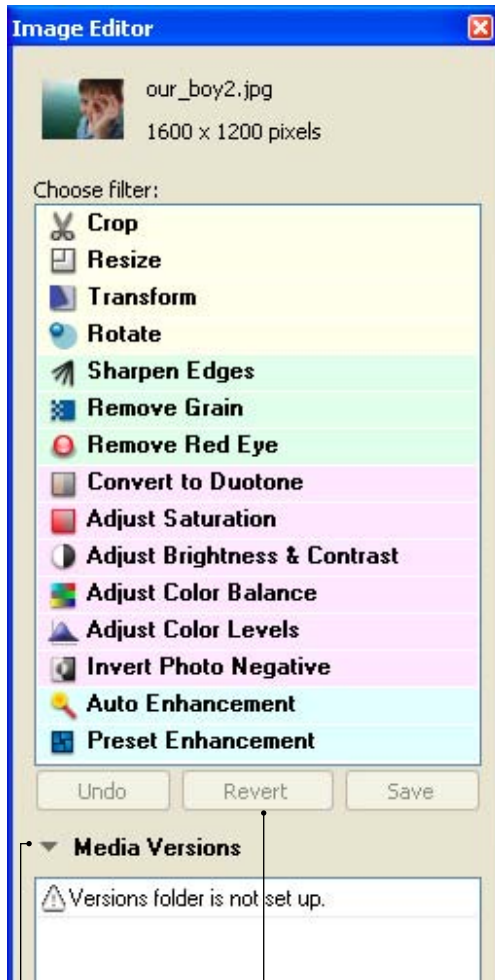 Image Editor
our_boy2.jpg
1600 x 1200 pixels
Choose filter:
Crop
Resize
Transform
Rotate
Sharpen Edges
Remove Grain
Remove Red Eye
Convert to Duotone
Adjust Saturation
Adjust Brightness & Contrast
Adjust Color Balance
Adjust Color Levels
Invert Photo Negative
Auto Enhancement
Preset Enhancement
Undo Revert Save
Media Versions
Versions folder is not set up.